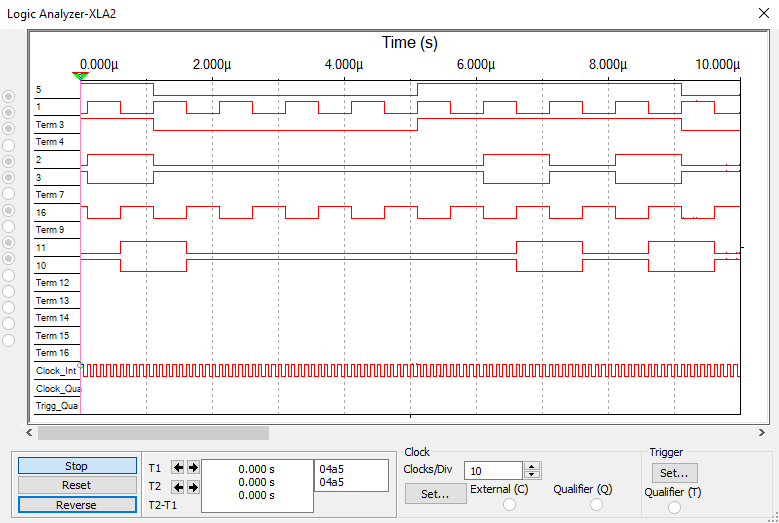 Logic Analyzer-XLA2
Time (s)
0.000µ 2.000µ 4.000µ 6.000µ 8.000µ 10.000µ
5
1
Term 3
Term 4
2
3
Term 7
16
Term 9
11
10
Term 12
Term 13
Term 14
Term 15
Term 16
Clock_Int
Clock_Qua
Trigg_Qua
Stop
Reset
Reverse
T1
T2
T2-T1
0.000 s
0.000 s
0.000 s
04a5
04a5
Clock
Clocks/Div 10
Set...
External (C)
Qualifier (Q)
Trigger
Set...
Qualifier (T)